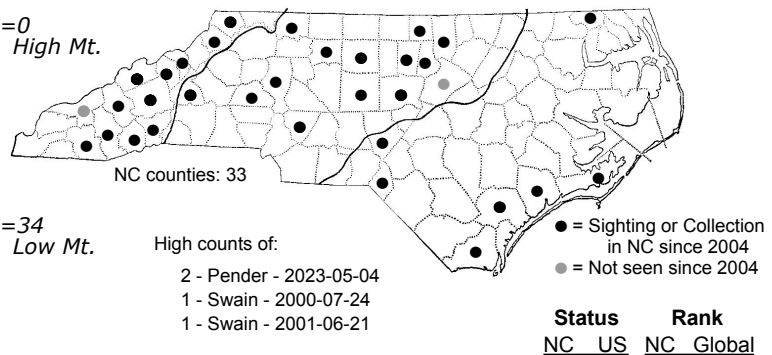 =0
High Mt.
NC counties: 33
=34
Low Mt.
High counts of:
2 - Pender - 2023-05-04
1 - Swain - 2000-07-24
1 - Swain - 2001-06-21
= Sighting or Collection
in NC since 2004
= Not seen since 2004
Status Rank
NC US NC Global